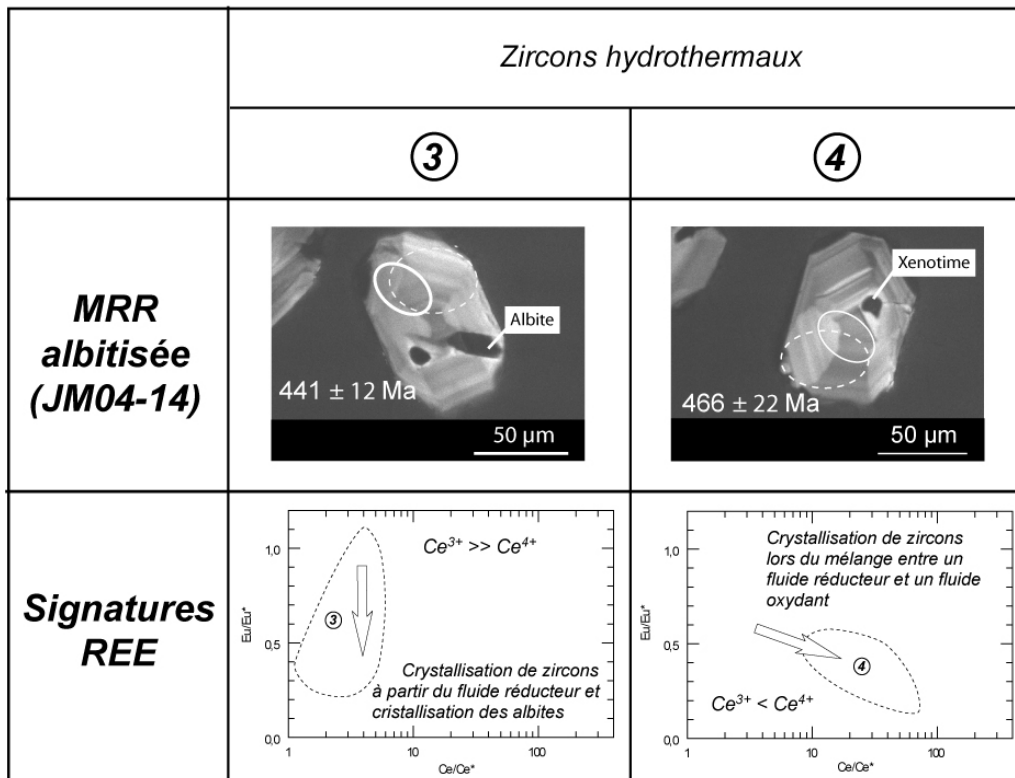 Zircons hydrothermaux
3
4
MRR
albitisée
(JM04-14)
Albite
441 ± 12 Ma
50 µm
Xenotime
466 ± 22 Ma
50 µm
Signatures
REE
Eu/Eu*
1,0
0,5
0,0
Ce³⁺ >> Ce⁴⁺
3
Crystallisation de zircons
à partir du fluide réducteur et
cristallisation des albites
1
10
100
Ce/Ce*
Eu/Eu*
1,0
0,5
0,0
Crystallisation de zircons
lors du mélange entre un
fluide réducteur et un fluide
oxydant
4
Ce³⁺ < Ce⁴⁺
1
10
100
Ce/Ce*